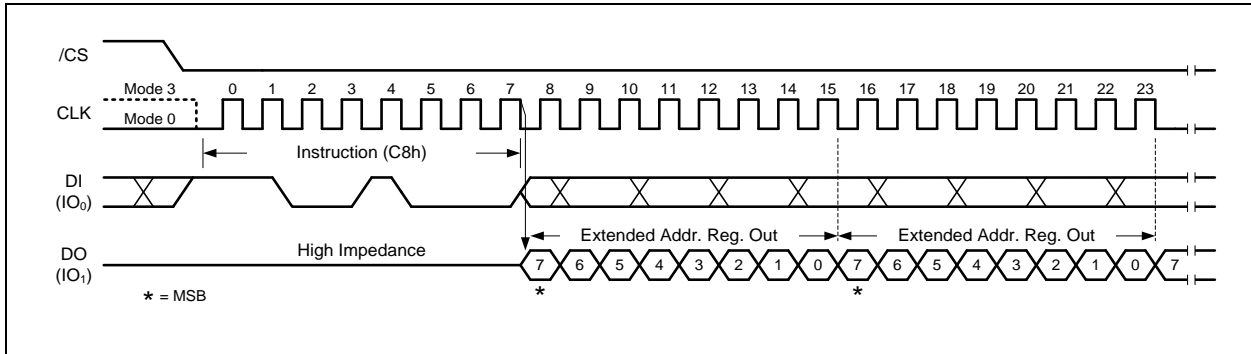 /CS
Mode 3
0 1 2 3 4 5 6 7 8 9 10 11 12 13 14 15 16 17 18 19 20 21 22 23
CLK
Mode 0
Instruction (C8h)
DI
(IO₀)
Extended Addr. Reg. Out Extended Addr. Reg. Out
High Impedance
DO
(IO₁)
7 6 5 4 3 2 1 0 7 6 5 4 3 2 1 0 7
* *
* = MSB